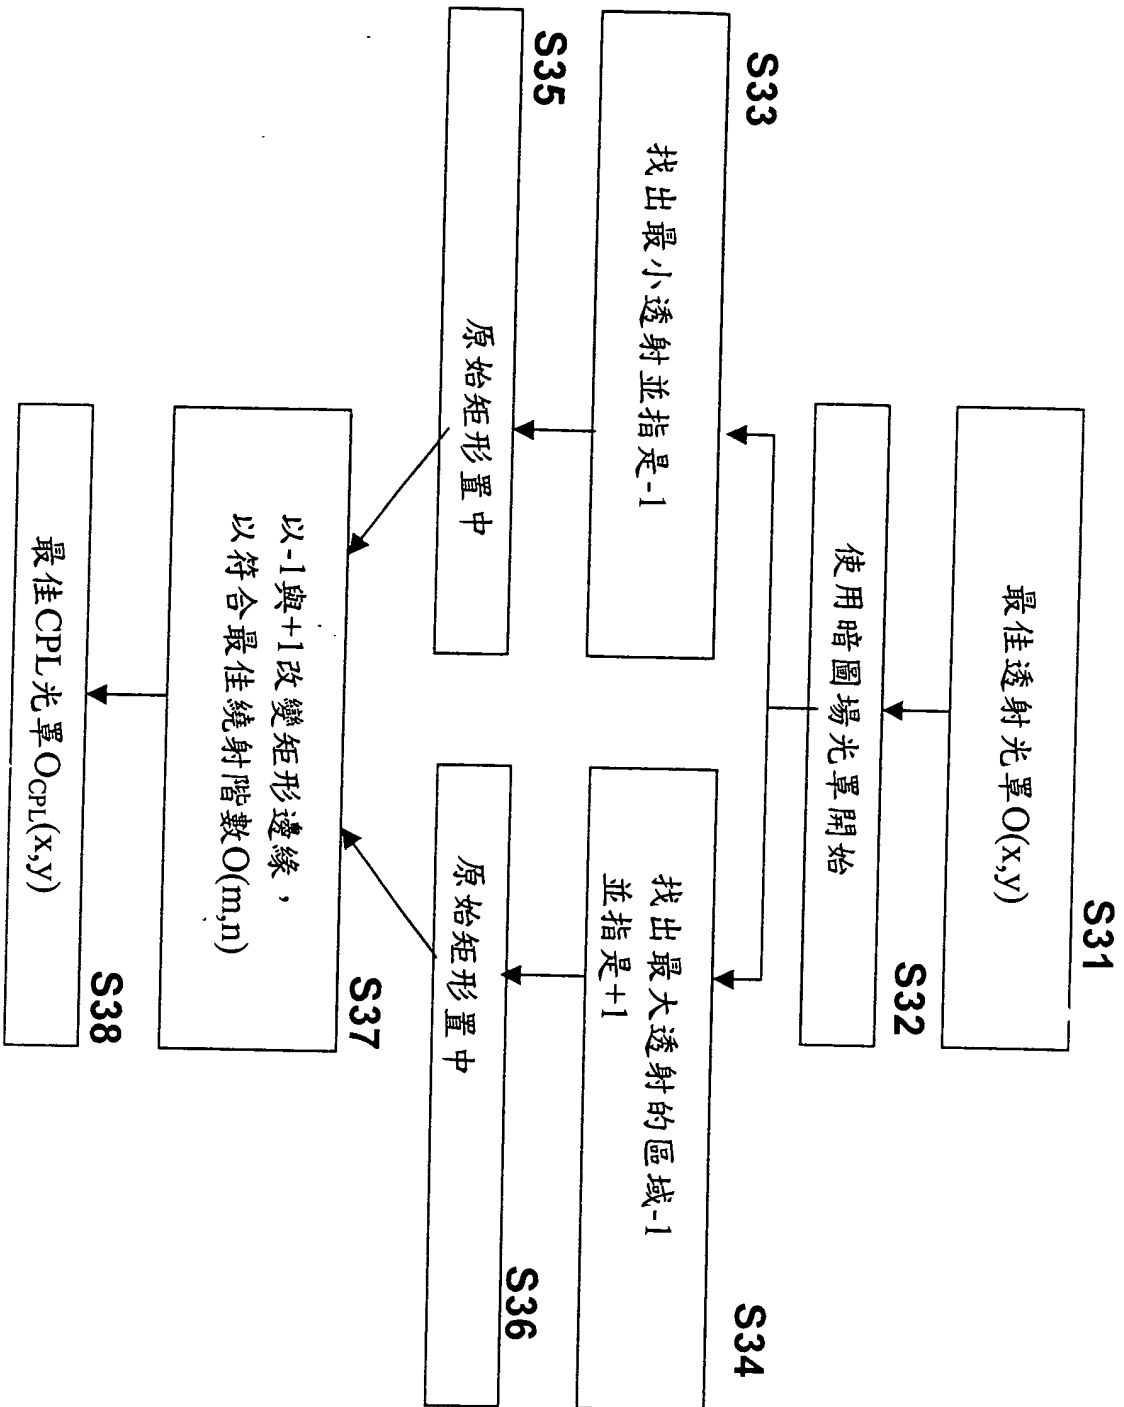 S31
最佳透射光罩O(x,y)
S32
使用暗圖場光罩開始
S33
找出最小透射並指定-1
S34
找出最大透射的區域-1
並指定+1
S35
原始矩形置中
S36
原始矩形置中
S37
以-1與+1改變矩形邊緣，
以符合最佳繞射階數O(m,n)
S38
最佳CPL光罩O_CPL(x,y)